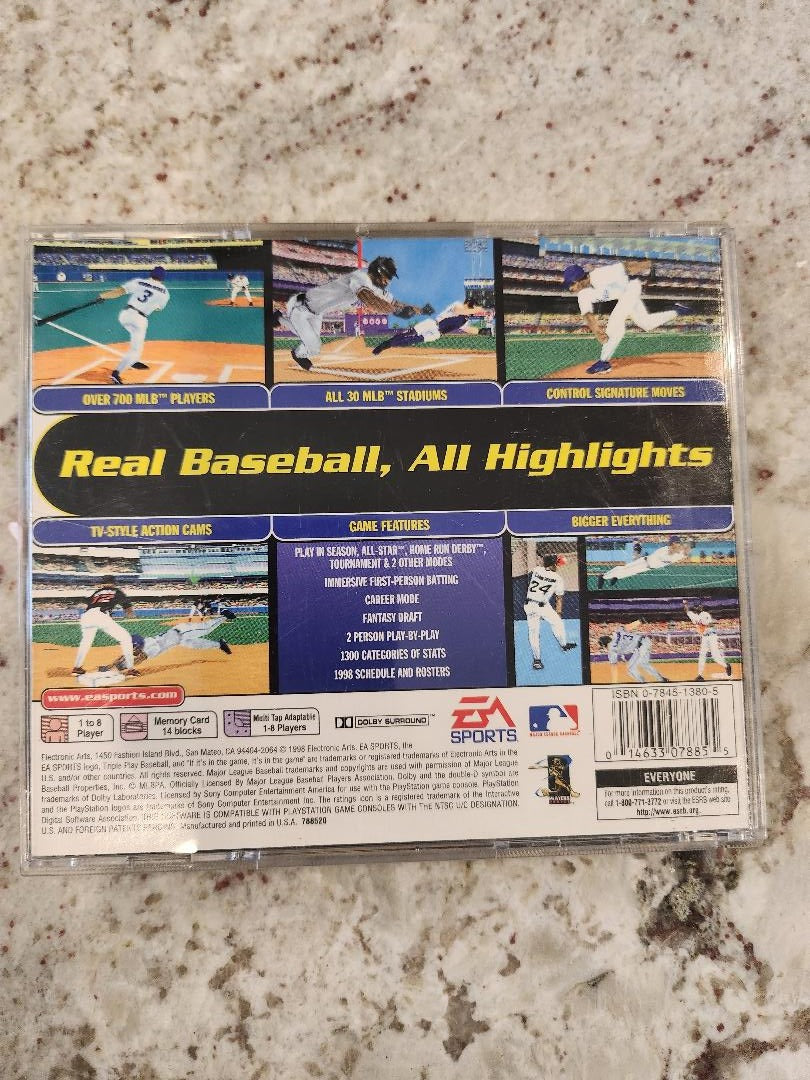 3
OVER 700 MLB™ PLAYERS
ALL 30 MLB™ STADIUMS
CONTROL SIGNATURE MOVES
Real Baseball, All Highlights
TV-STYLE ACTION CAMS
GAME FEATURES
BIGGER EVERYTHING
PLAY IN SEASON, ALL-STAR™, HOME RUN DERBY™,
TOURNAMENT & 2 OTHER MODES
IMMERSIVE FIRST-PERSON BATTING
CAREER MODE
FANTASY DRAFT
2 PERSON PLAY-BY-PLAY
1300 CATEGORIES OF STATS
1998 SCHEDULE AND ROSTERS
24
www.easports.com
1 to 8
Player
Memory Card
14 blocks
Multi Tap Adaptable
1-8 Players
DOLBY SURROUND
EA
SPORTS
MAJOR LEAGUE BASEBALL
ISBN 0-7845-1380-5
0 14633 07885 5
Electronic Arts, 1450 Fashion Island Blvd., San Mateo, CA 94404-2064 © 1998 Electronic Arts. EA SPORTS, the
EA SPORTS logo, Triple Play Baseball, and "If it's in the game, it's in the game" are trademarks or registered trademarks of Electronic Arts in the
U.S. and/or other countries. All rights reserved. Major League Baseball trademarks and copyrights are used with permission of Major League
Baseball Properties, Inc. © MLBPA. Officially Licensed By Major League Baseball Players Association. Dolby and the double-D symbol are
trademarks of Dolby Laboratories. Licensed by Sony Computer Entertainment America for use with the PlayStation game console. PlayStation
and the PlayStation logos are trademarks of Sony Computer Entertainment Inc. The ratings icon is a registered trademark of the Interactive
Digital Software Association. THIS SOFTWARE IS COMPATIBLE WITH PLAYSTATION GAME CONSOLES WITH THE NTSC U/C DESIGNATION.
U.S. AND FOREIGN PATENTS PENDING. Manufactured and printed in U.S.A. 788520
EVERYONE
For more information on this product's rating,
call 1-800-771-3772 or visit the ESRB web site
http://www.esrb.org.